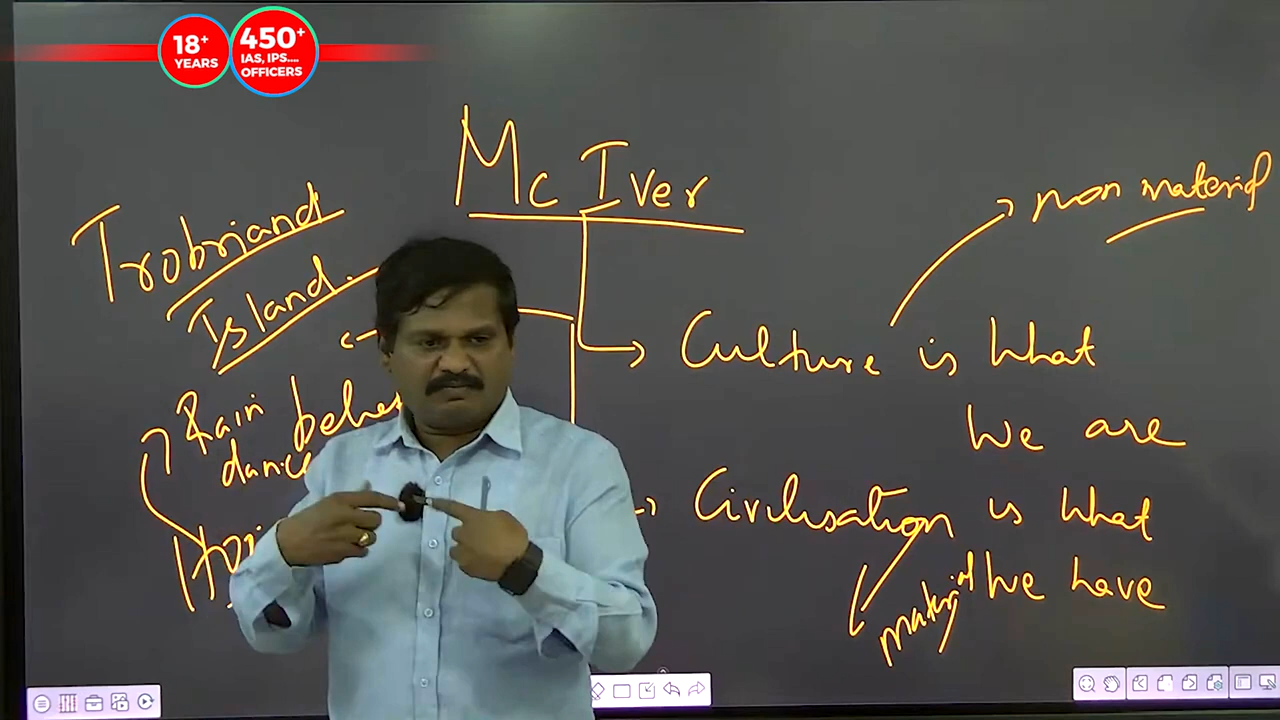 18+
YEARS
450+
IAS, IPS....
OFFICERS
Mc Iver
Trobriand
Island
non material
Culture is What
We are
Rain
dance
Civilisation is What
We have
material